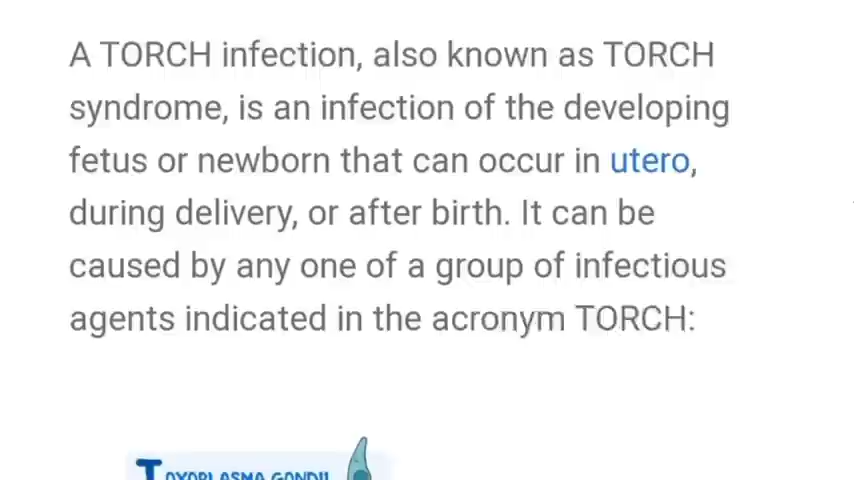 A TORCH infection, also known as TORCH
syndrome, is an infection of the developing
fetus or newborn that can occur in utero,
during delivery, or after birth. It can be
caused by any one of a group of infectious
agents indicated in the acronym TORCH:
TOXOPLASMA GONDII